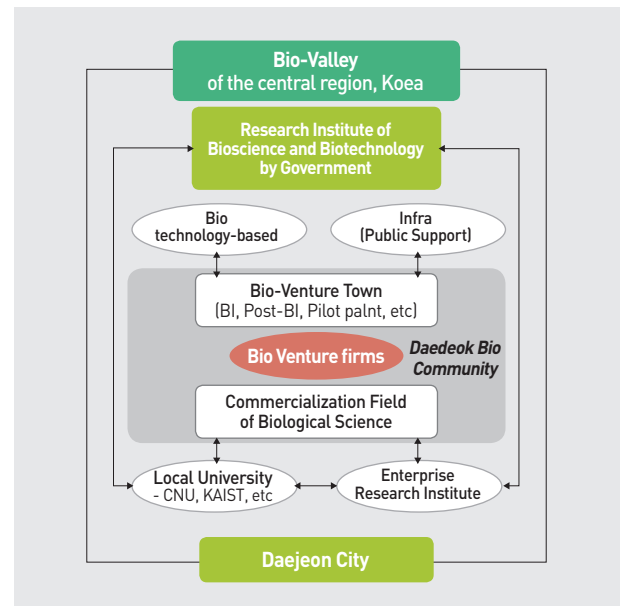 Bio-Valley
of the central region, Koea
Research Institute of
Bioscience and Biotechnology
by Government
Bio
technology-based
Infra
(Public Support)
Bio-Venture Town
(BI, Post-BI, Pilot palnt, etc)
Bio Venture firms
Daedeok Bio
Community
Commercialization Field
of Biological Science
Local University
- CNU, KAIST, etc
Enterprise
Research Institute
Daejeon City